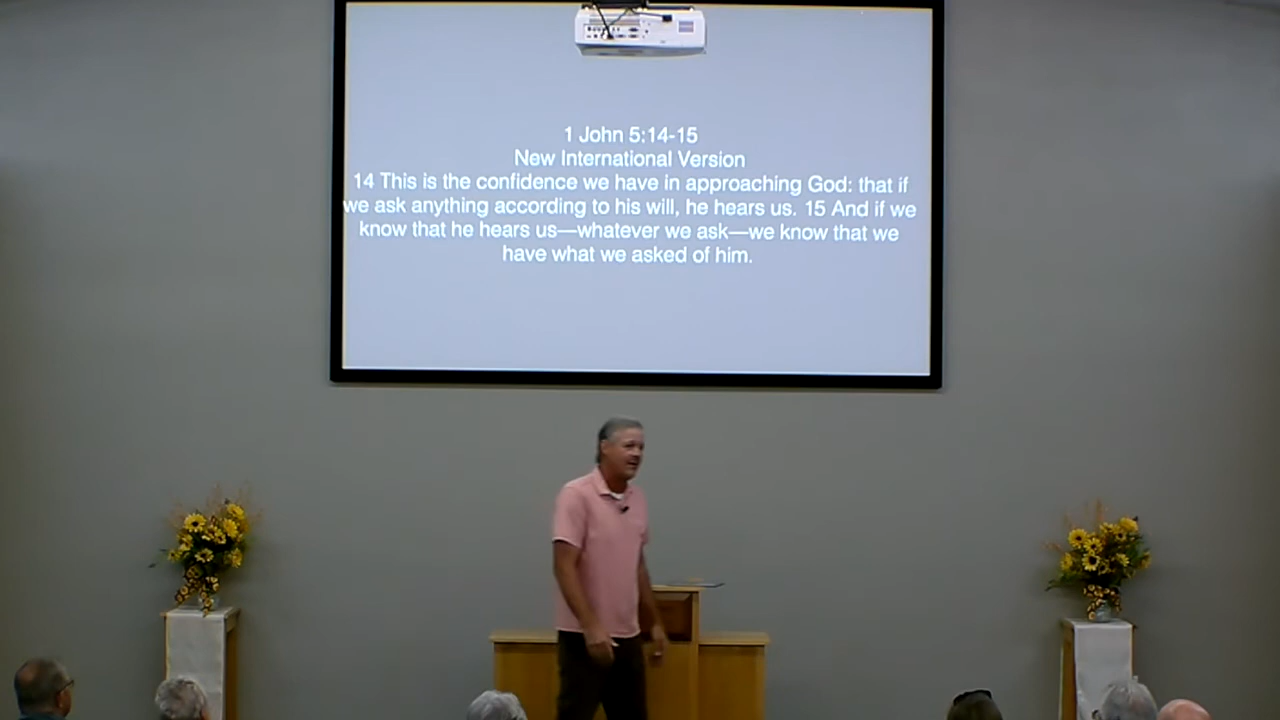 1 John 5:14-15
New International Version
14 This is the confidence we have in approaching God: that if
we ask anything according to his will, he hears us. 15 And if we
know that he hears us—whatever we ask—we know that we
have what we asked of him.